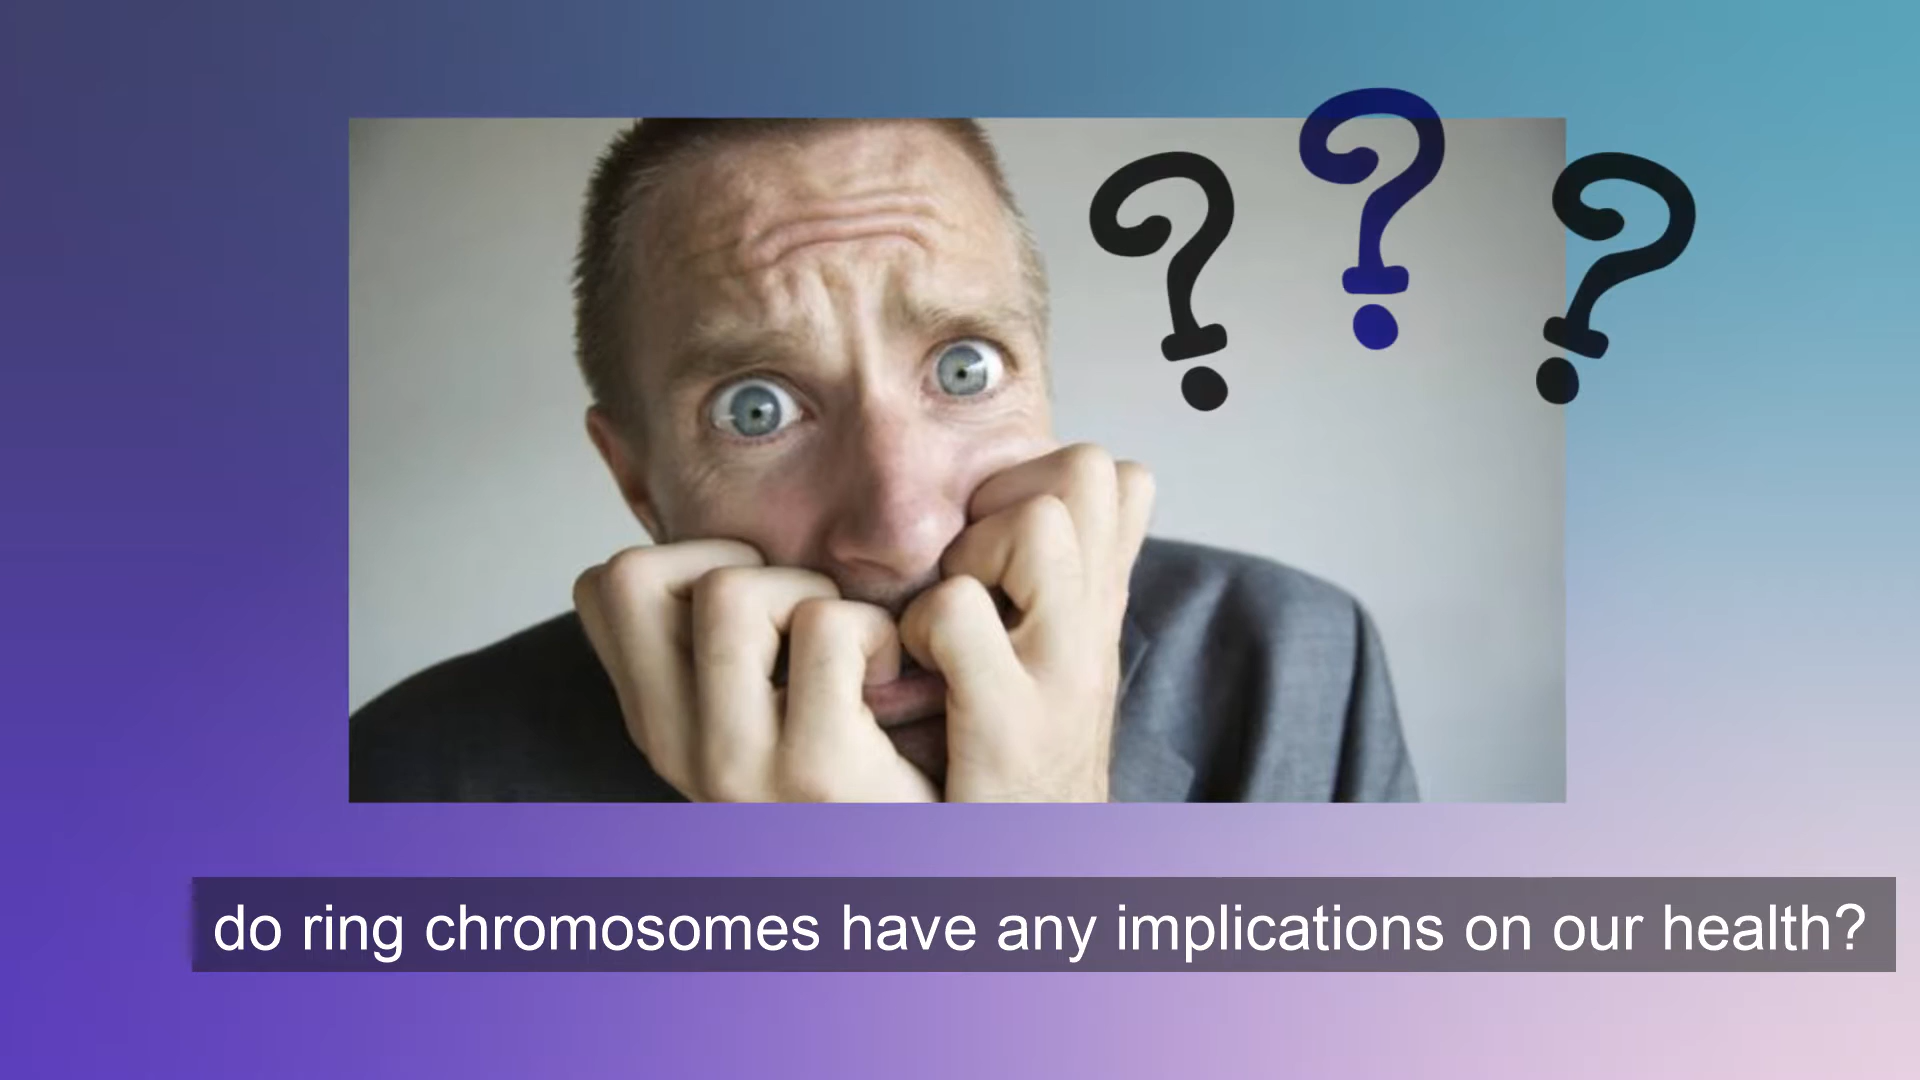 ? ? ?
do ring chromosomes have any implications on our health?